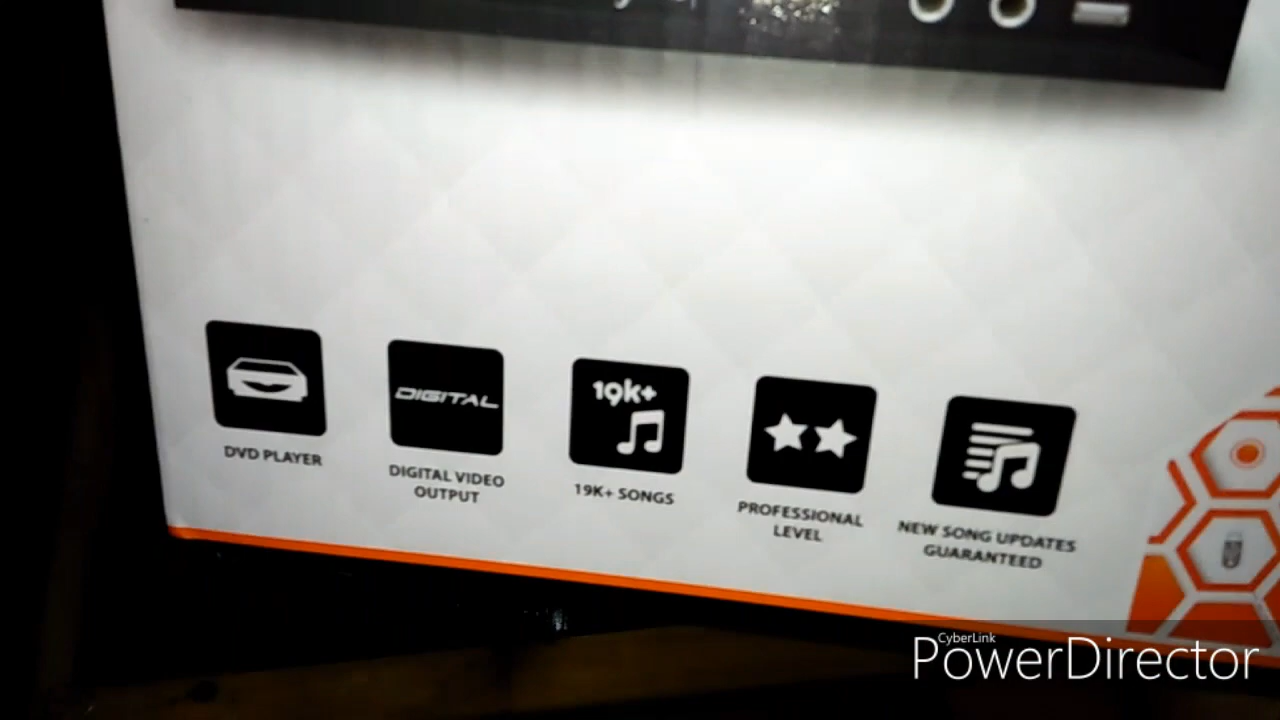 DIGITAL
19k+
DVD PLAYER
DIGITAL VIDEO
OUTPUT
19K+ SONGS
PROFESSIONAL
LEVEL
NEW SONG UPDATES
GUARANTEED
CyberLink
PowerDirector